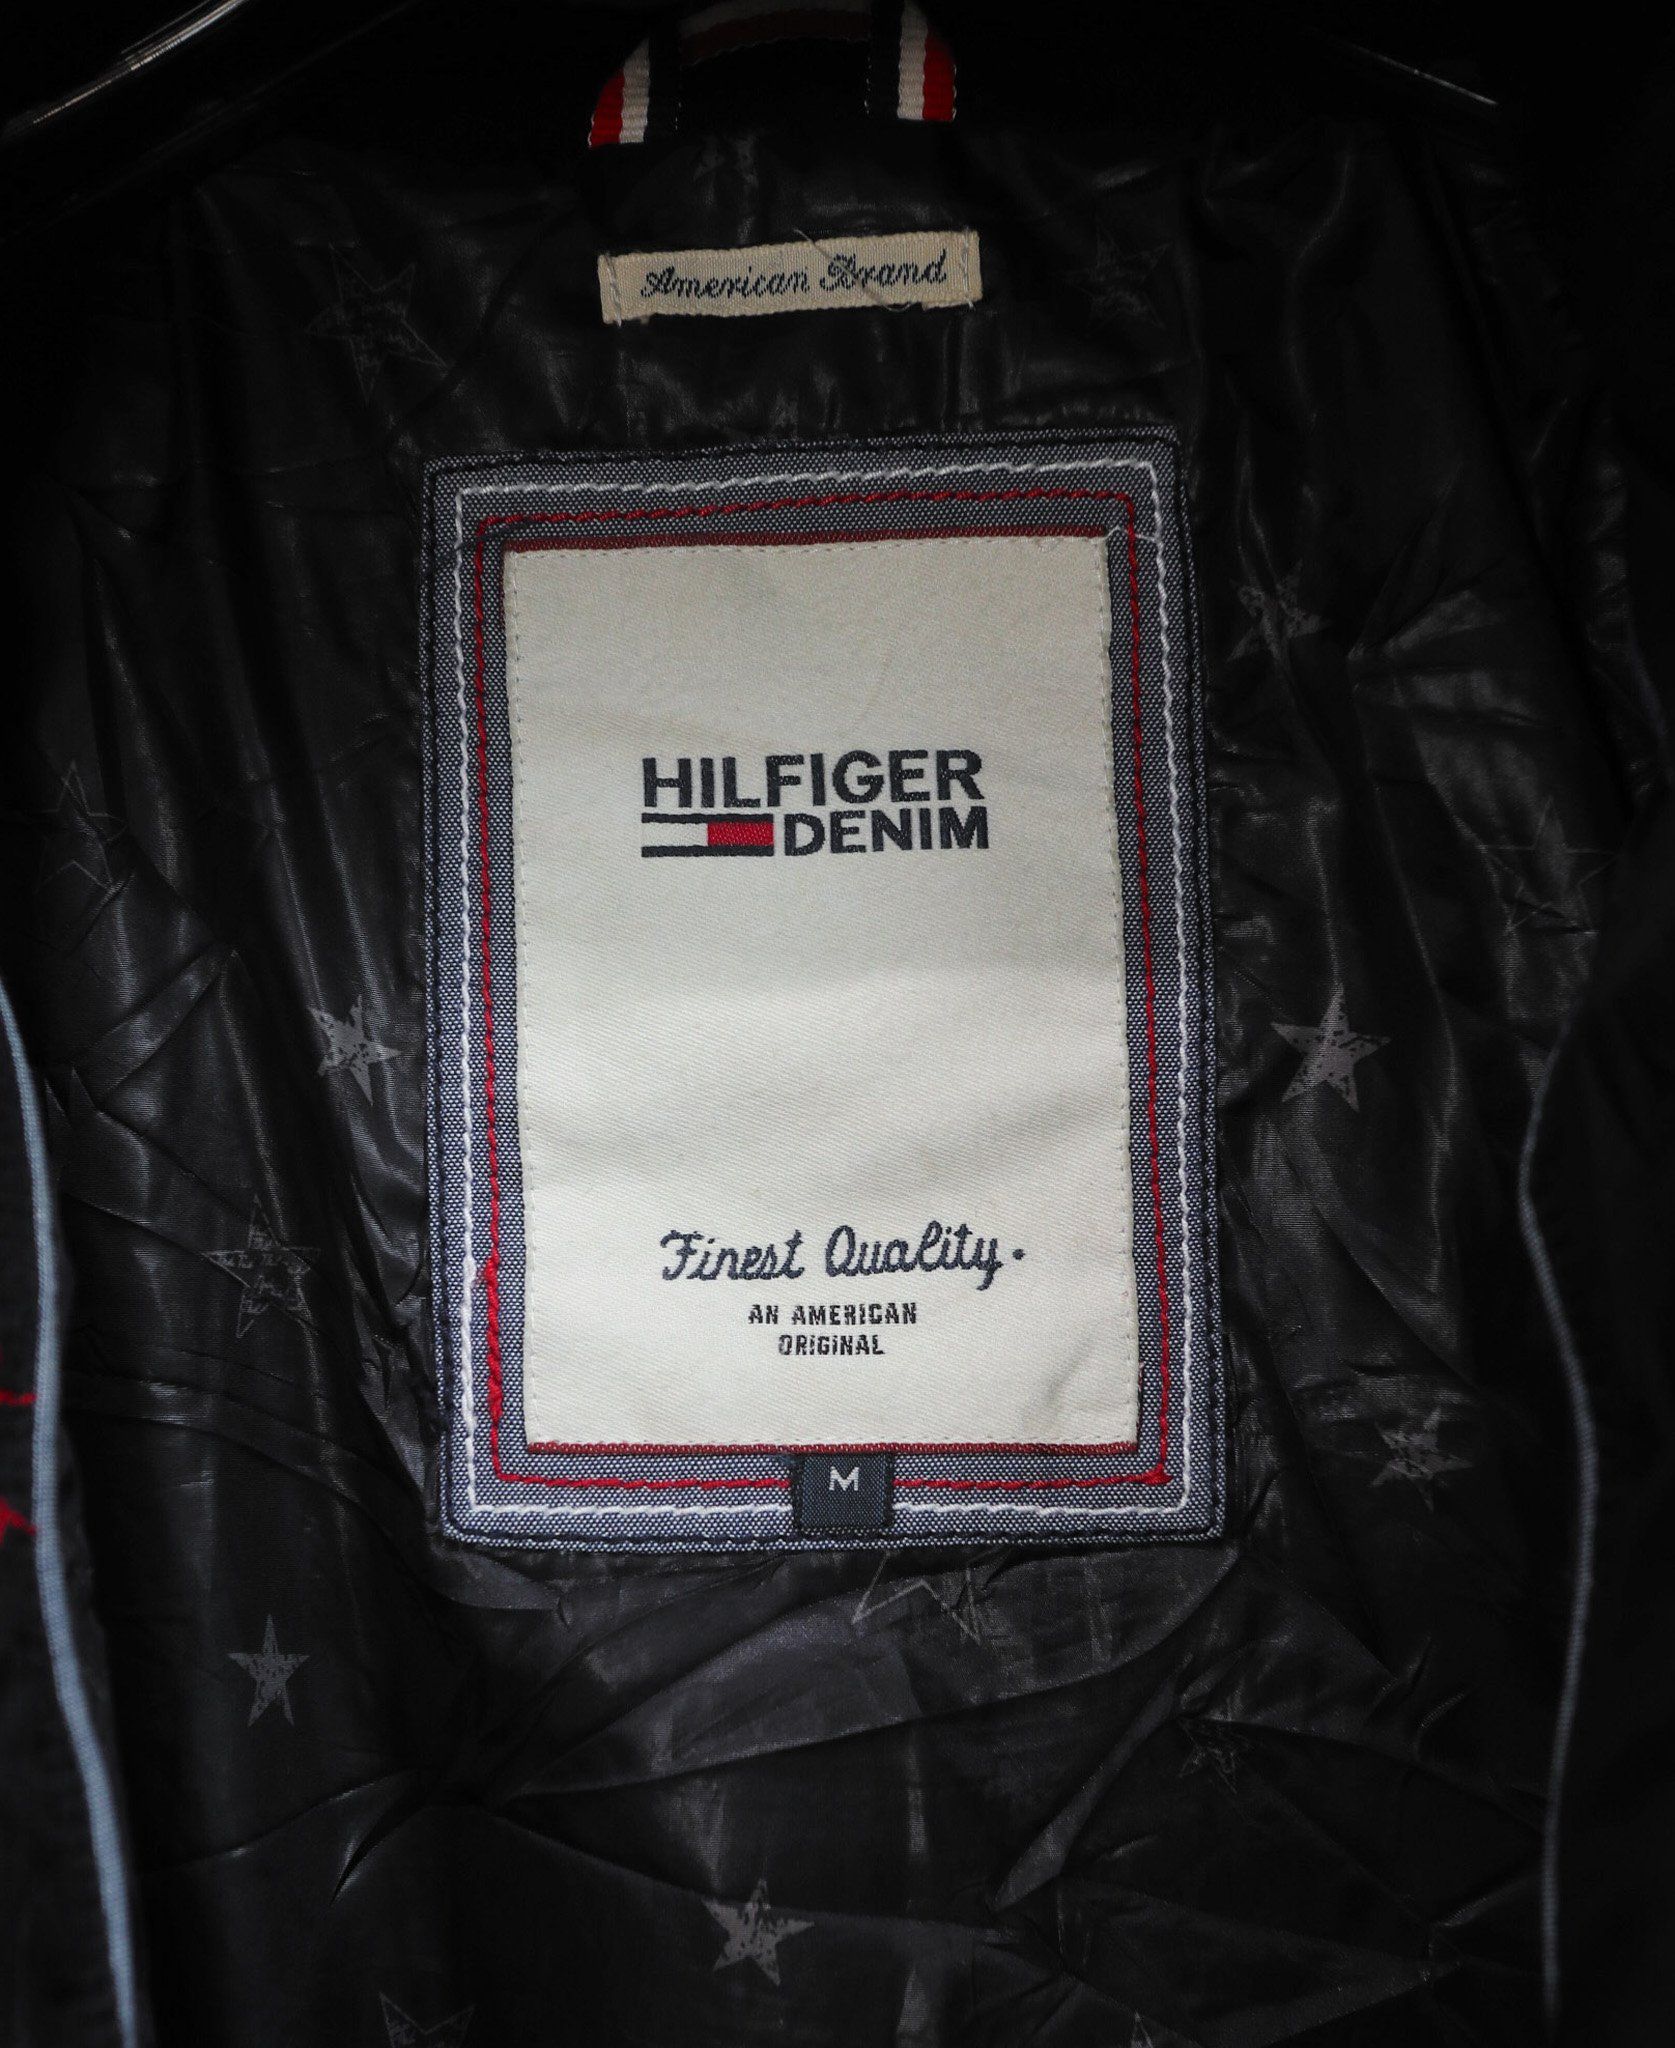 American Brand
HILFIGER
DENIM
Finest Quality.
AN AMERICAN
ORIGINAL
M